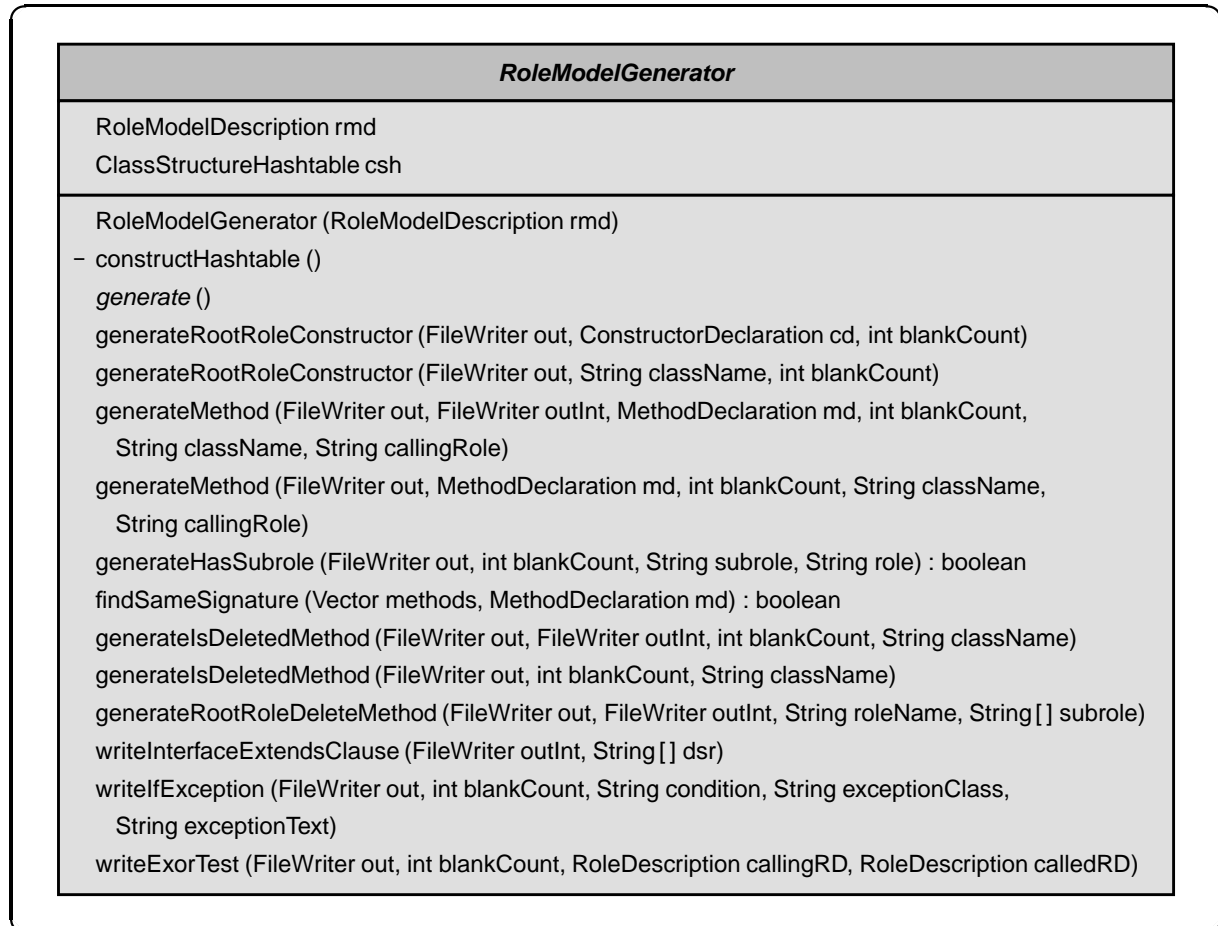 RoleModelGenerator
RoleModelDescription rmd
ClassStructureHashtable csh
RoleModelGenerator (RoleModelDescription rmd)
– constructHashtable ()
generate ()
generateRootRoleConstructor (FileWriter out, ConstructorDeclaration cd, int blankCount)
generateRootRoleConstructor (FileWriter out, String className, int blankCount)
generateMethod (FileWriter out, FileWriter outInt, MethodDeclaration md, int blankCount,
String className, String callingRole)
generateMethod (FileWriter out, MethodDeclaration md, int blankCount, String className,
String callingRole)
generateHasSubrole (FileWriter out, int blankCount, String subrole, String role) : boolean
findSameSignature (Vector methods, MethodDeclaration md) : boolean
generateIsDeletedMethod (FileWriter out, FileWriter outInt, int blankCount, String className)
generateIsDeletedMethod (FileWriter out, int blankCount, String className)
generateRootRoleDeleteMethod (FileWriter out, FileWriter outInt, String roleName, String[] subrole)
writeInterfaceExtendsClause (FileWriter outInt, String[] dsr)
writeIfException (FileWriter out, int blankCount, String condition, String exceptionClass,
String exceptionText)
writeExorTest (FileWriter out, int blankCount, RoleDescription callingRD, RoleDescription calledRD)